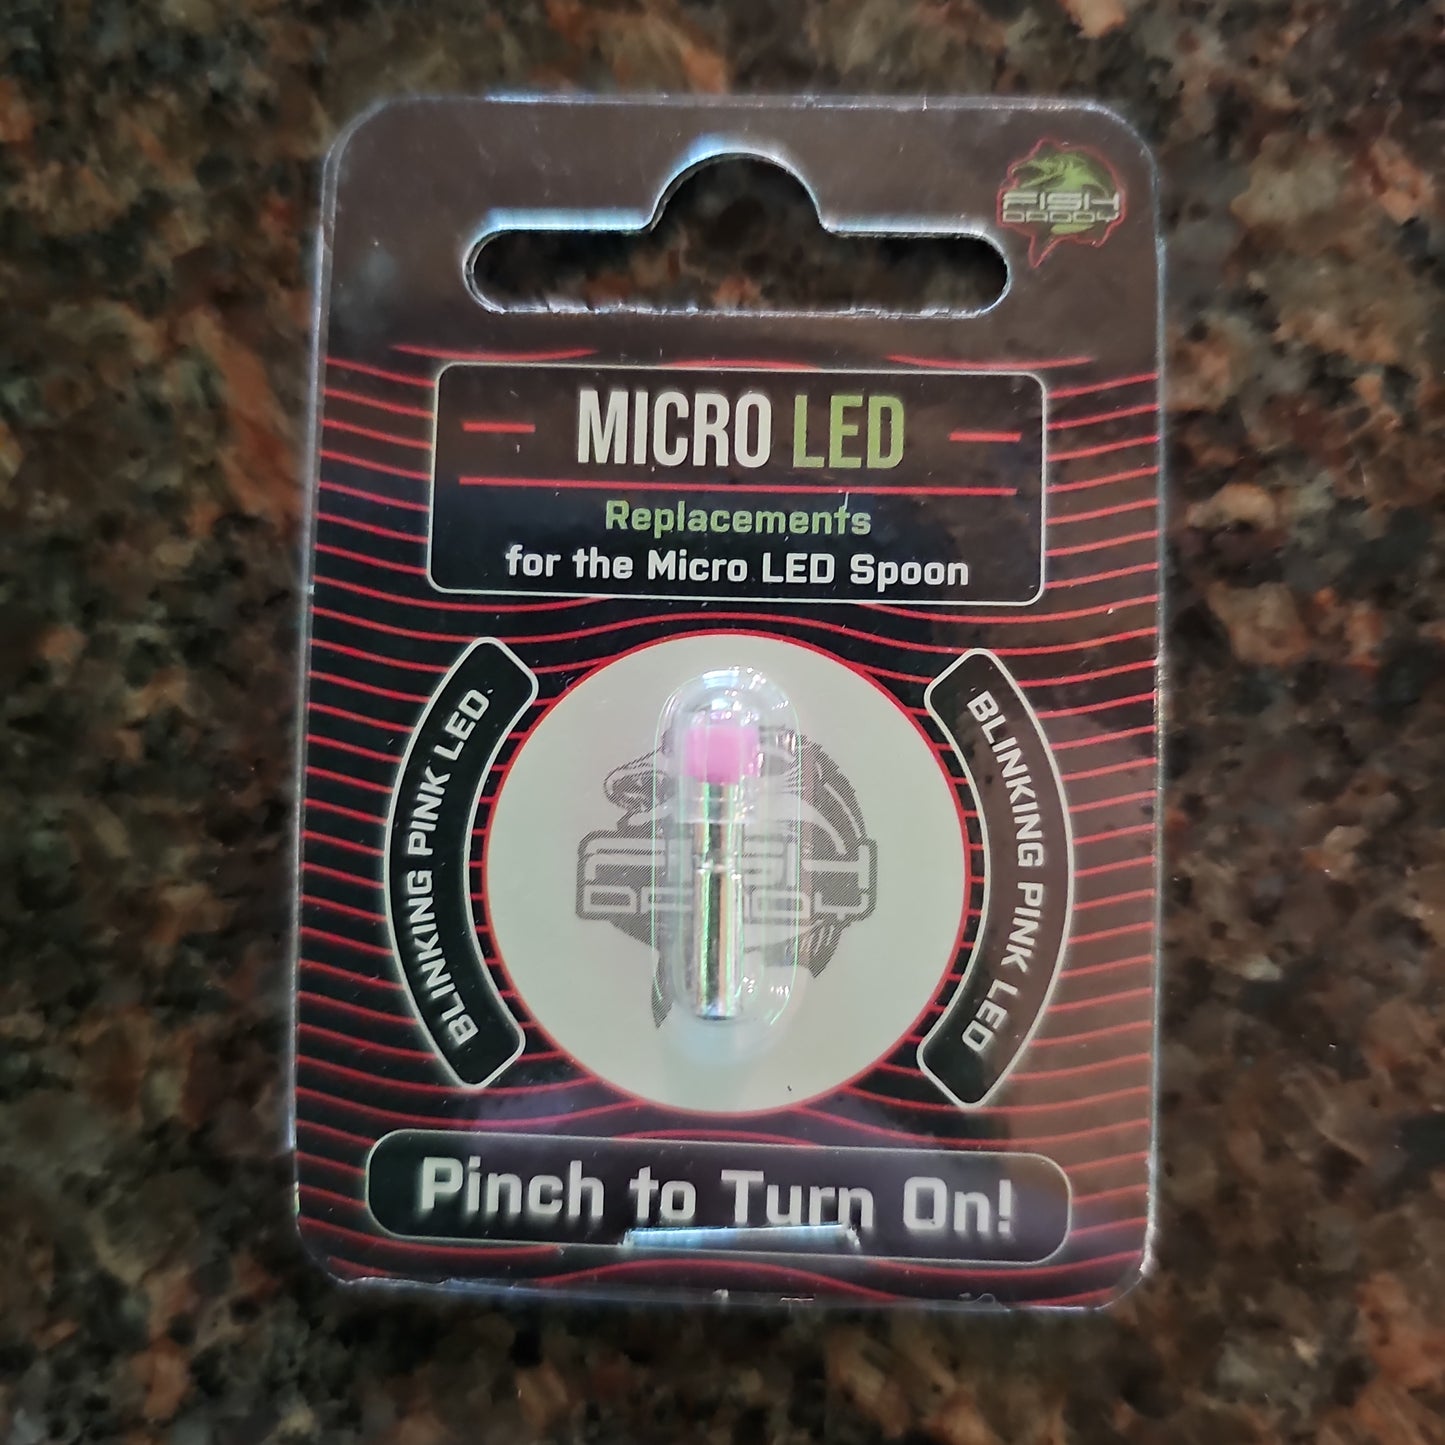 FISH
DADDY
MICRO LED
Replacements
for the Micro LED Spoon
BLINKING PINK LED
BLINKING PINK LED
Pinch to Turn On!